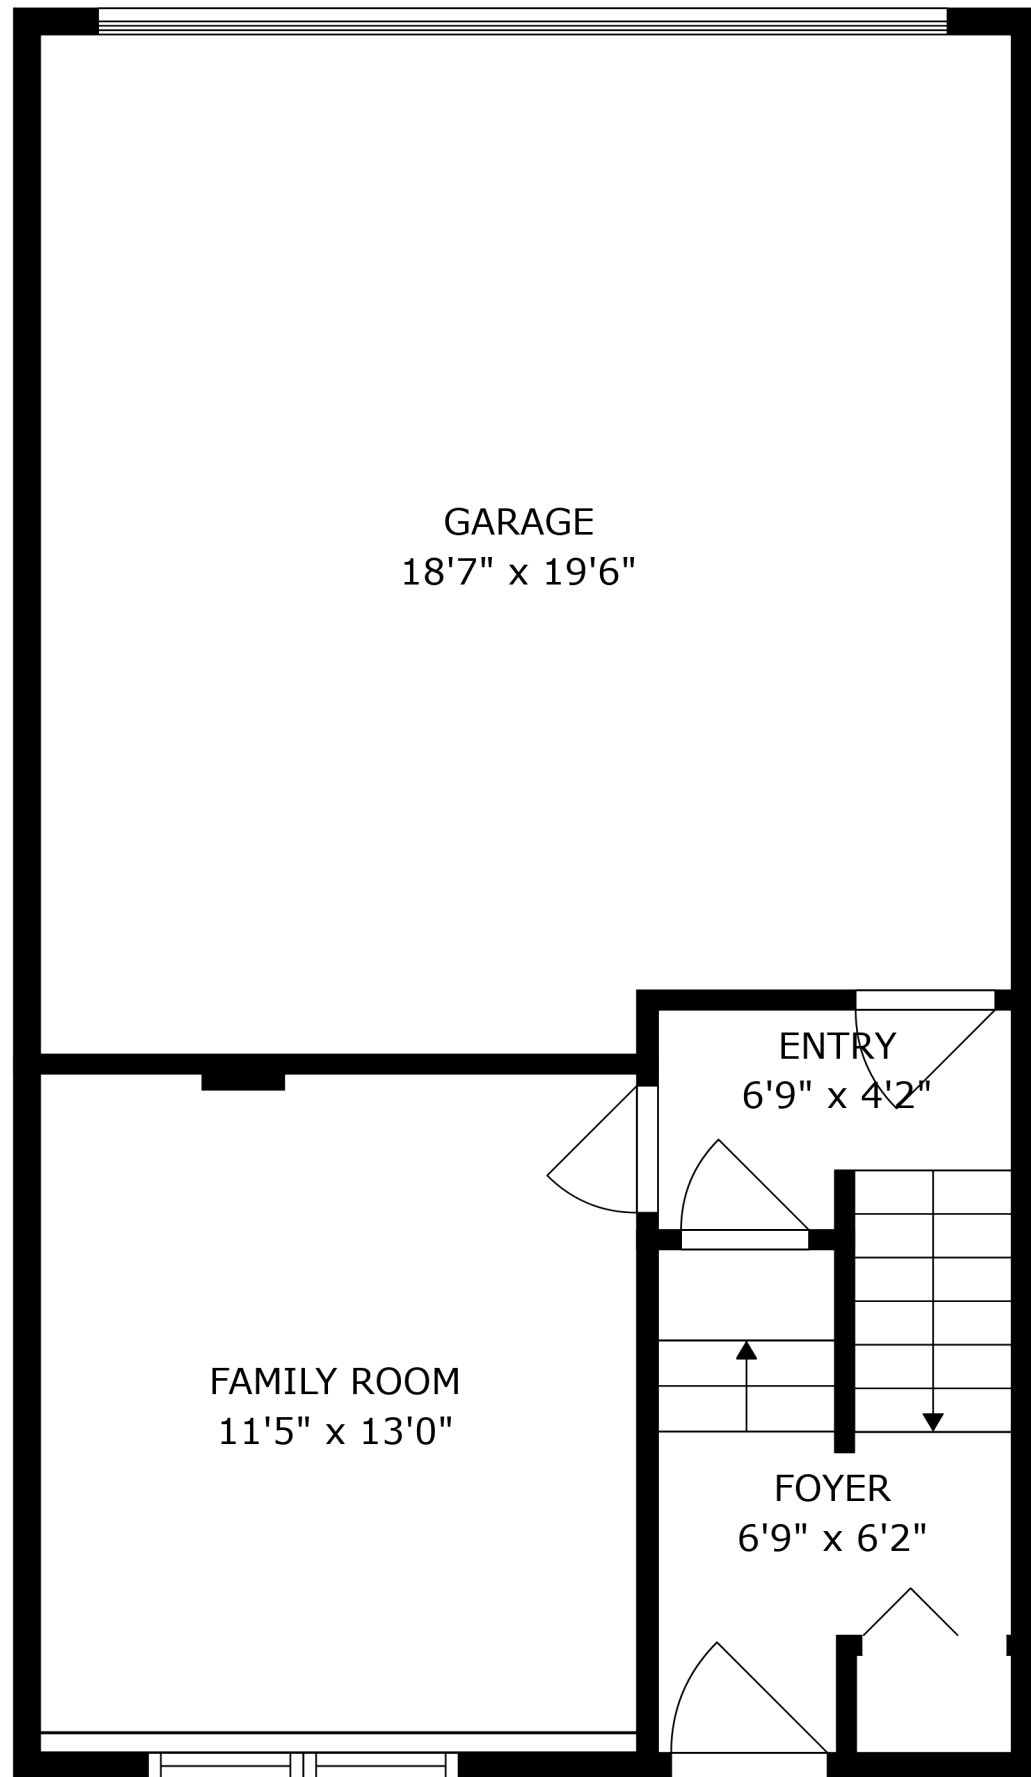 GARAGE
18'7" x 19'6"
ENTRY
6'9" x 4'2"
FAMILY ROOM
11'5" x 13'0"
FOYER
6'9" x 6'2"